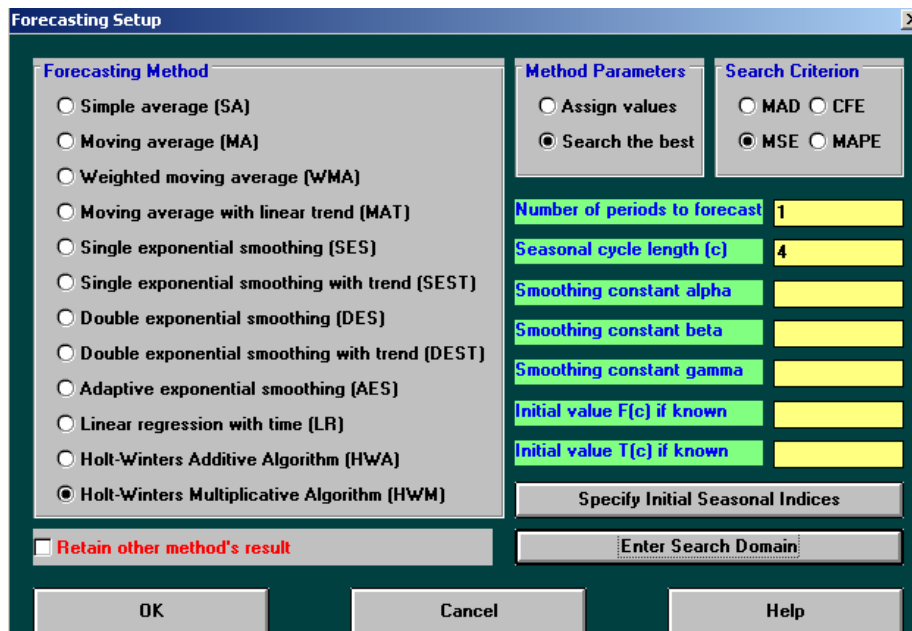 Forecasting Setup
Forecasting Method
Simple average (SA)
Moving average (MA)
Weighted moving average (WMA)
Moving average with linear trend (MAT)
Single exponential smoothing (SES)
Single exponential smoothing with trend (SEST)
Double exponential smoothing (DES)
Double exponential smoothing with trend (DEST)
Adaptive exponential smoothing (AES)
Linear regression with time (LR)
Holt-Winters Additive Algorithm (HWA)
Holt-Winters Multiplicative Algorithm (HWM)
Retain other method's result
Method Parameters
Assign values
Search the best
Search Criterion
MAD CFE
MSE MAPE
Number of periods to forecast 1
Seasonal cycle length (c) 4
Smoothing constant alpha
Smoothing constant beta
Smoothing constant gamma
Initial value F(c) if known
Initial value T(c) if known
Specify Initial Seasonal Indices
Enter Search Domain
OK Cancel Help